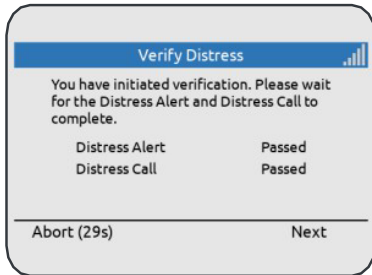 Verify Distress
You have initiated verification. Please wait
for the Distress Alert and Distress Call to
complete.
Distress Alert Passed
Distress Call Passed
Abort (29s) Next